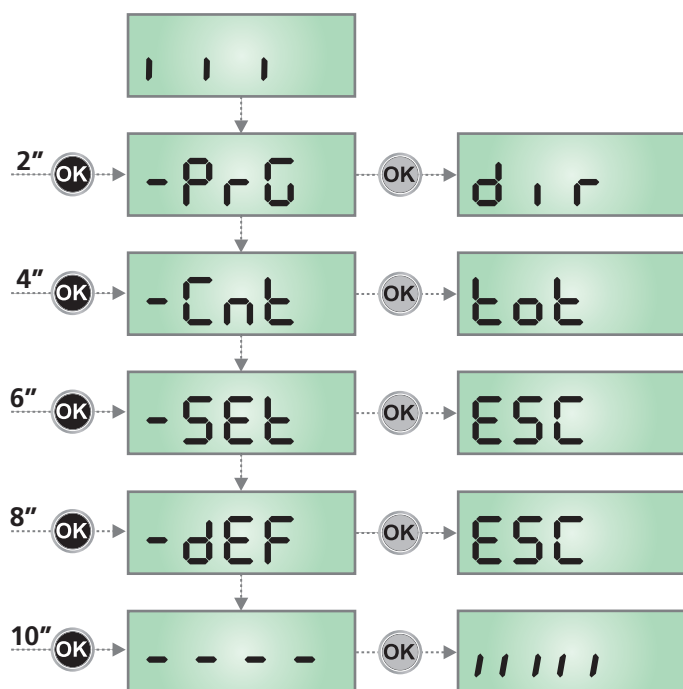 ı ı ı
2" OK -PrG OK dir
4" OK -Cnt OK tot
6" OK -SEt OK ESC
8" OK -dEF OK ESC
10" OK - - - - OK ı ı ı ı ı